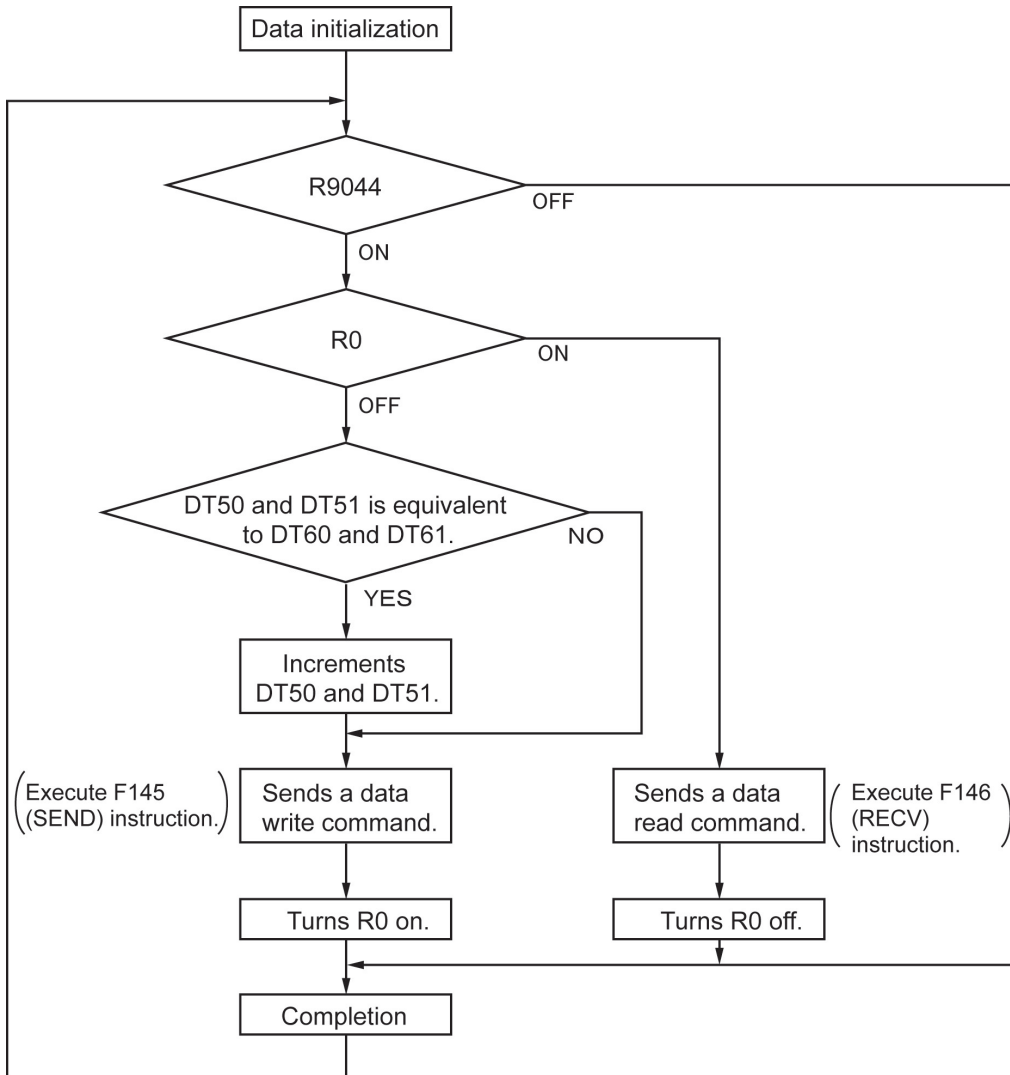 Data initialization
R9044
OFF
ON
R0
ON
OFF
DT50 and DT51 is equivalent
to DT60 and DT61.
NO
YES
Increments
DT50 and DT51.
(Execute F145
(SEND) instruction.)
Sends a data
write command.
Sends a data
read command.
(Execute F146
(RECV)
instruction.)
Turns R0 on.
Turns R0 off.
Completion